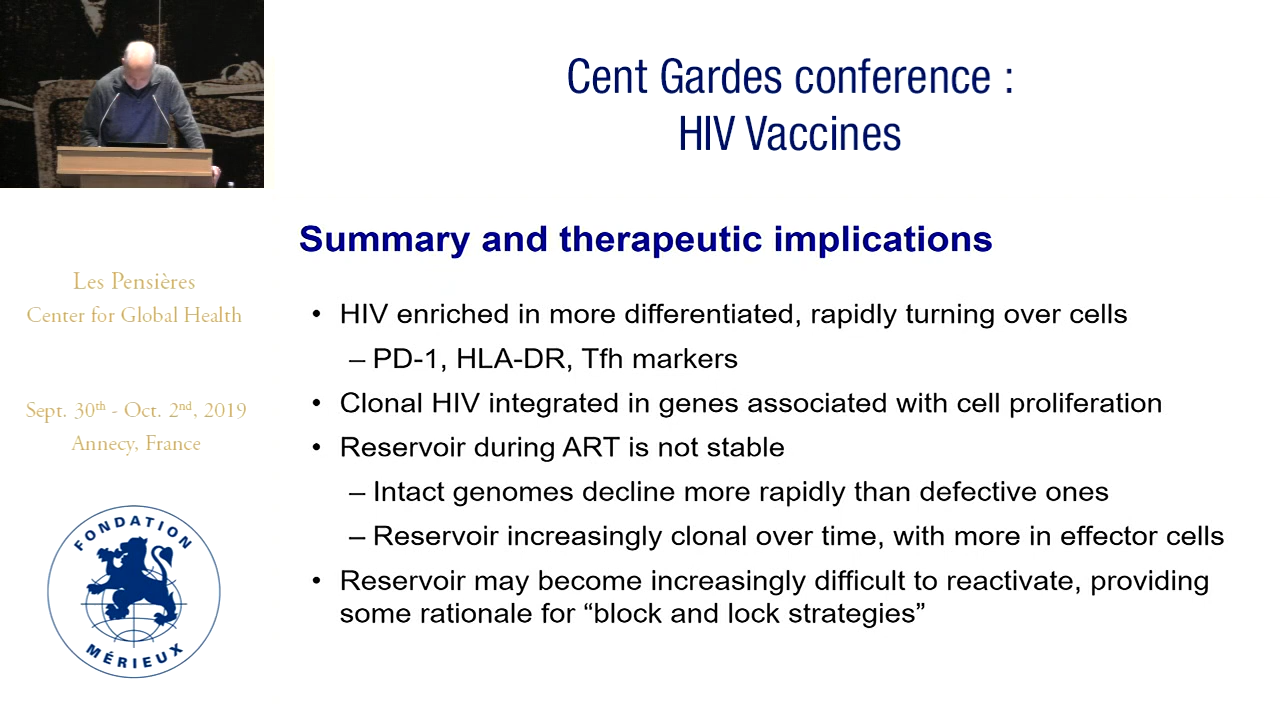 Cent Gardes conference :
HIV Vaccines
Summary and therapeutic implications
• HIV enriched in more differentiated, rapidly turning over cells
– PD-1, HLA-DR, Tfh markers
• Clonal HIV integrated in genes associated with cell proliferation
• Reservoir during ART is not stable
– Intact genomes decline more rapidly than defective ones
– Reservoir increasingly clonal over time, with more in effector cells
• Reservoir may become increasingly difficult to reactivate, providing
some rationale for “block and lock strategies”
Les Pensières
Center for Global Health
Sept. 30th - Oct. 2nd, 2019
Annecy, France
FONDATION
MÉRIEUX